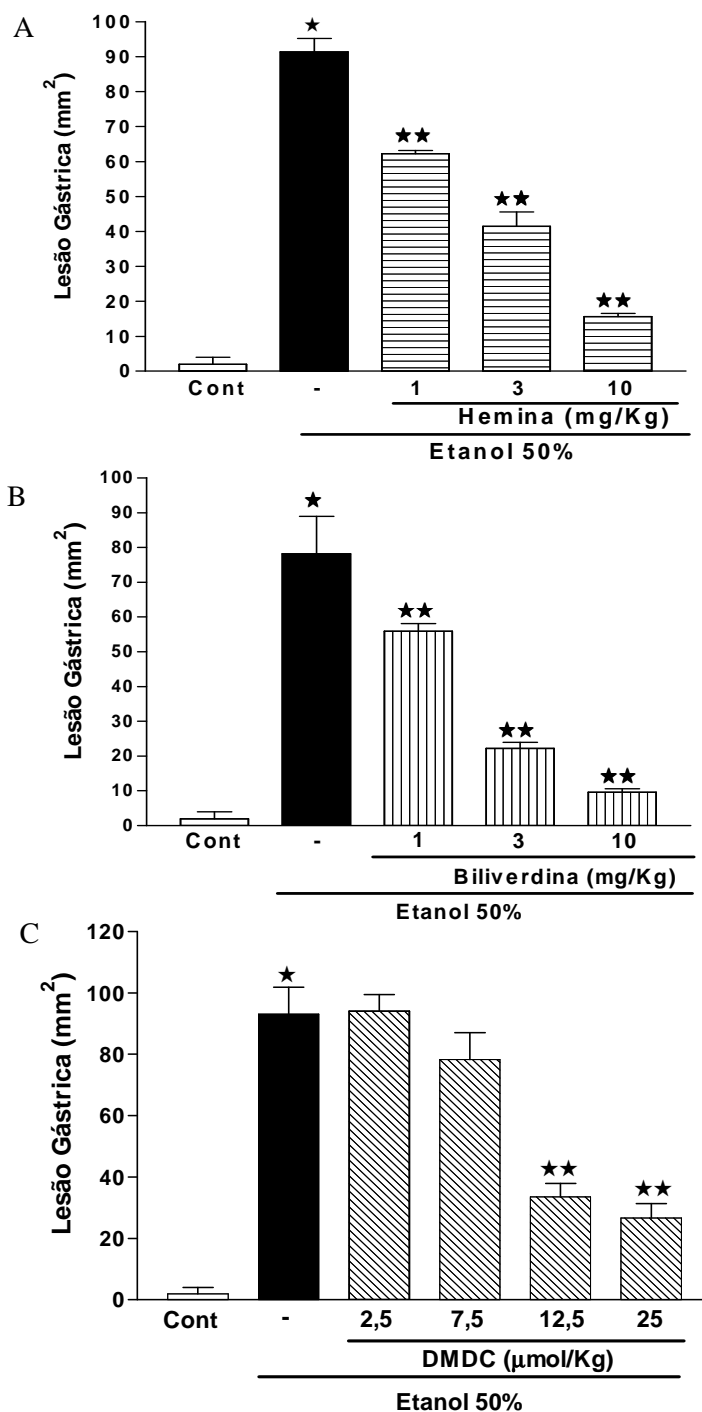 A
Lesão Gástrica (mm²)
100
90
80
70
60
50
40
30
20
10
0
★
★★
★★
★★
Cont - 1 3 10
Hemina (mg/Kg)
Etanol 50%
B
Lesão Gástrica (mm²)
100
90
80
70
60
50
40
30
20
10
0
★
★★
★★
★★
Cont - 1 3 10
Biliverdina (mg/Kg)
Etanol 50%
C
Lesão Gástrica (mm²)
120
100
80
60
40
20
0
★
★★
★★
Cont - 2,5 7,5 12,5 25
DMDC (µmol/Kg)
Etanol 50%